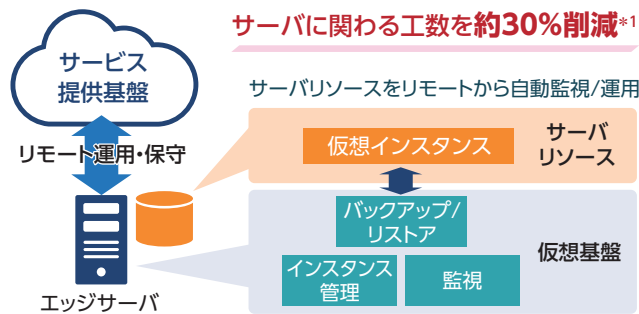 サーバに関わる工数を約30%削減*1
サービス
提供基盤
サーバリソースをリモートから自動監視/運用
リモート運用・保守
仮想インスタンス
サーバ
リソース
バックアップ/
リストア
インスタンス
管理
監視
仮想基盤
エッジサーバ